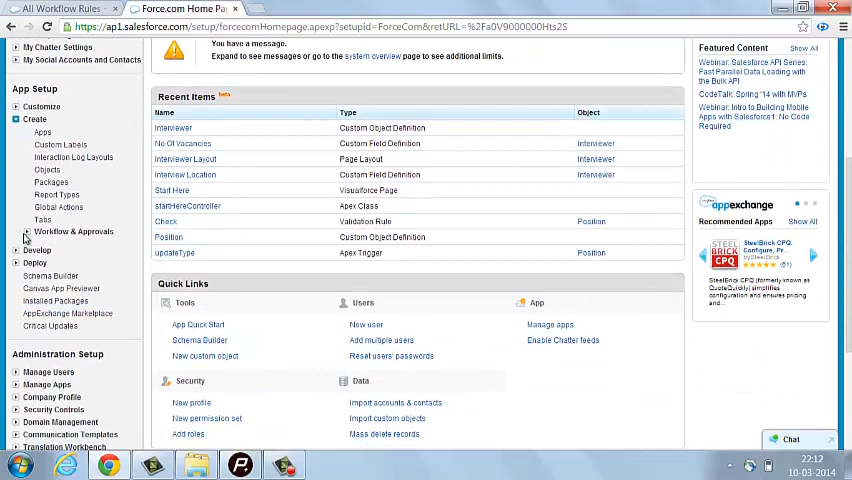 All Workflow Rules ~
Force.com Home Pa
https://ap1.salesforce.com/setup/forcecomHomepage.apexp?setupid=ForceCom&retURL=%2Fa0V9000000Hts2S
My Chatter Settings
My Social Accounts and Contacts
App Setup
Customize
Create
Apps
Custom Labels
Interaction Log Layouts
Objects
Packages
Report Types
Global Actions
Tabs
Workflow & Approvals
Develop
Deploy
Schema Builder
Canvas App Previewer
Installed Packages
AppExchange Marketplace
Critical Updates
Administration Setup
Manage Users
Manage Apps
Company Profile
Security Controls
Domain Management
Communication Templates
Translation Workbench
You have a message.
Expand to see messages or go to the system overview page to see additional limits.
Recent Items beta
Name Type Object
Interviewer Custom Object Definition
No Of Vacancies Custom Field Definition Interviewer
Interviewer Layout Page Layout Interviewer
Interview Location Custom Field Definition Interviewer
Start Here Visualforce Page
startHereController Apex Class
Check Validation Rule Position
Position Custom Object Definition
updateType Apex Trigger Position
Quick Links
Tools Users App
App Quick Start New user Manage apps
Schema Builder Add multiple users Enable Chatter feeds
New custom object Reset users' passwords
Security Data
New profile Import accounts & contacts
New permission set Import custom objects
Add roles Mass delete records
Featured Content Show All
Webinar: Salesforce API Series:
Fast Parallel Data Loading with
the Bulk API
CodeTalk: Spring '14 with MVPs
Webinar: Intro to Building Mobile
Apps with Salesforce1: No Code
Required
appexchange
Recommended Apps Show All
SteelBrick CPQ
SteelBrick CPQ:
Configure, Pr...
by SteelBrick
(51)
SteelBrick CPQ (formerly
QuoteQuickly) simplifies
configuration and ensures pricing
and...
Chat
22:12
10-03-2014